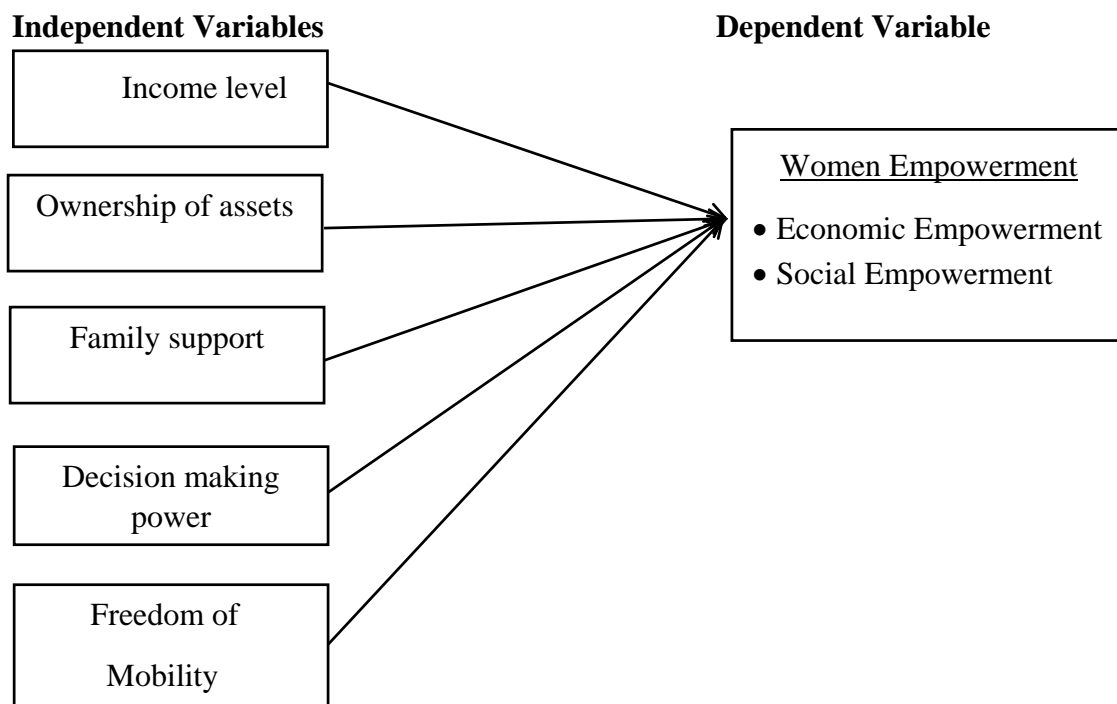 Independent Variables
Dependent Variable
Income level
Ownership of assets
Family support
Decision making
power
Freedom of
Mobility
Women Empowerment
• Economic Empowerment
• Social Empowerment